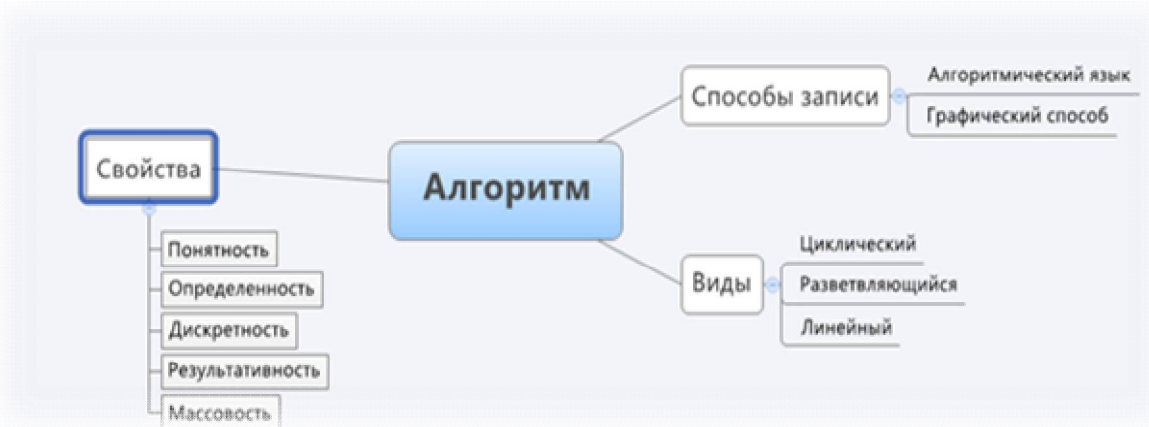 Алгоритм
Свойства
Понятность
Определенность
Дискретность
Результативность
Массовость
Способы записи
Алгоритмический язык
Графический способ
Виды
Циклический
Разветвляющийся
Линейный